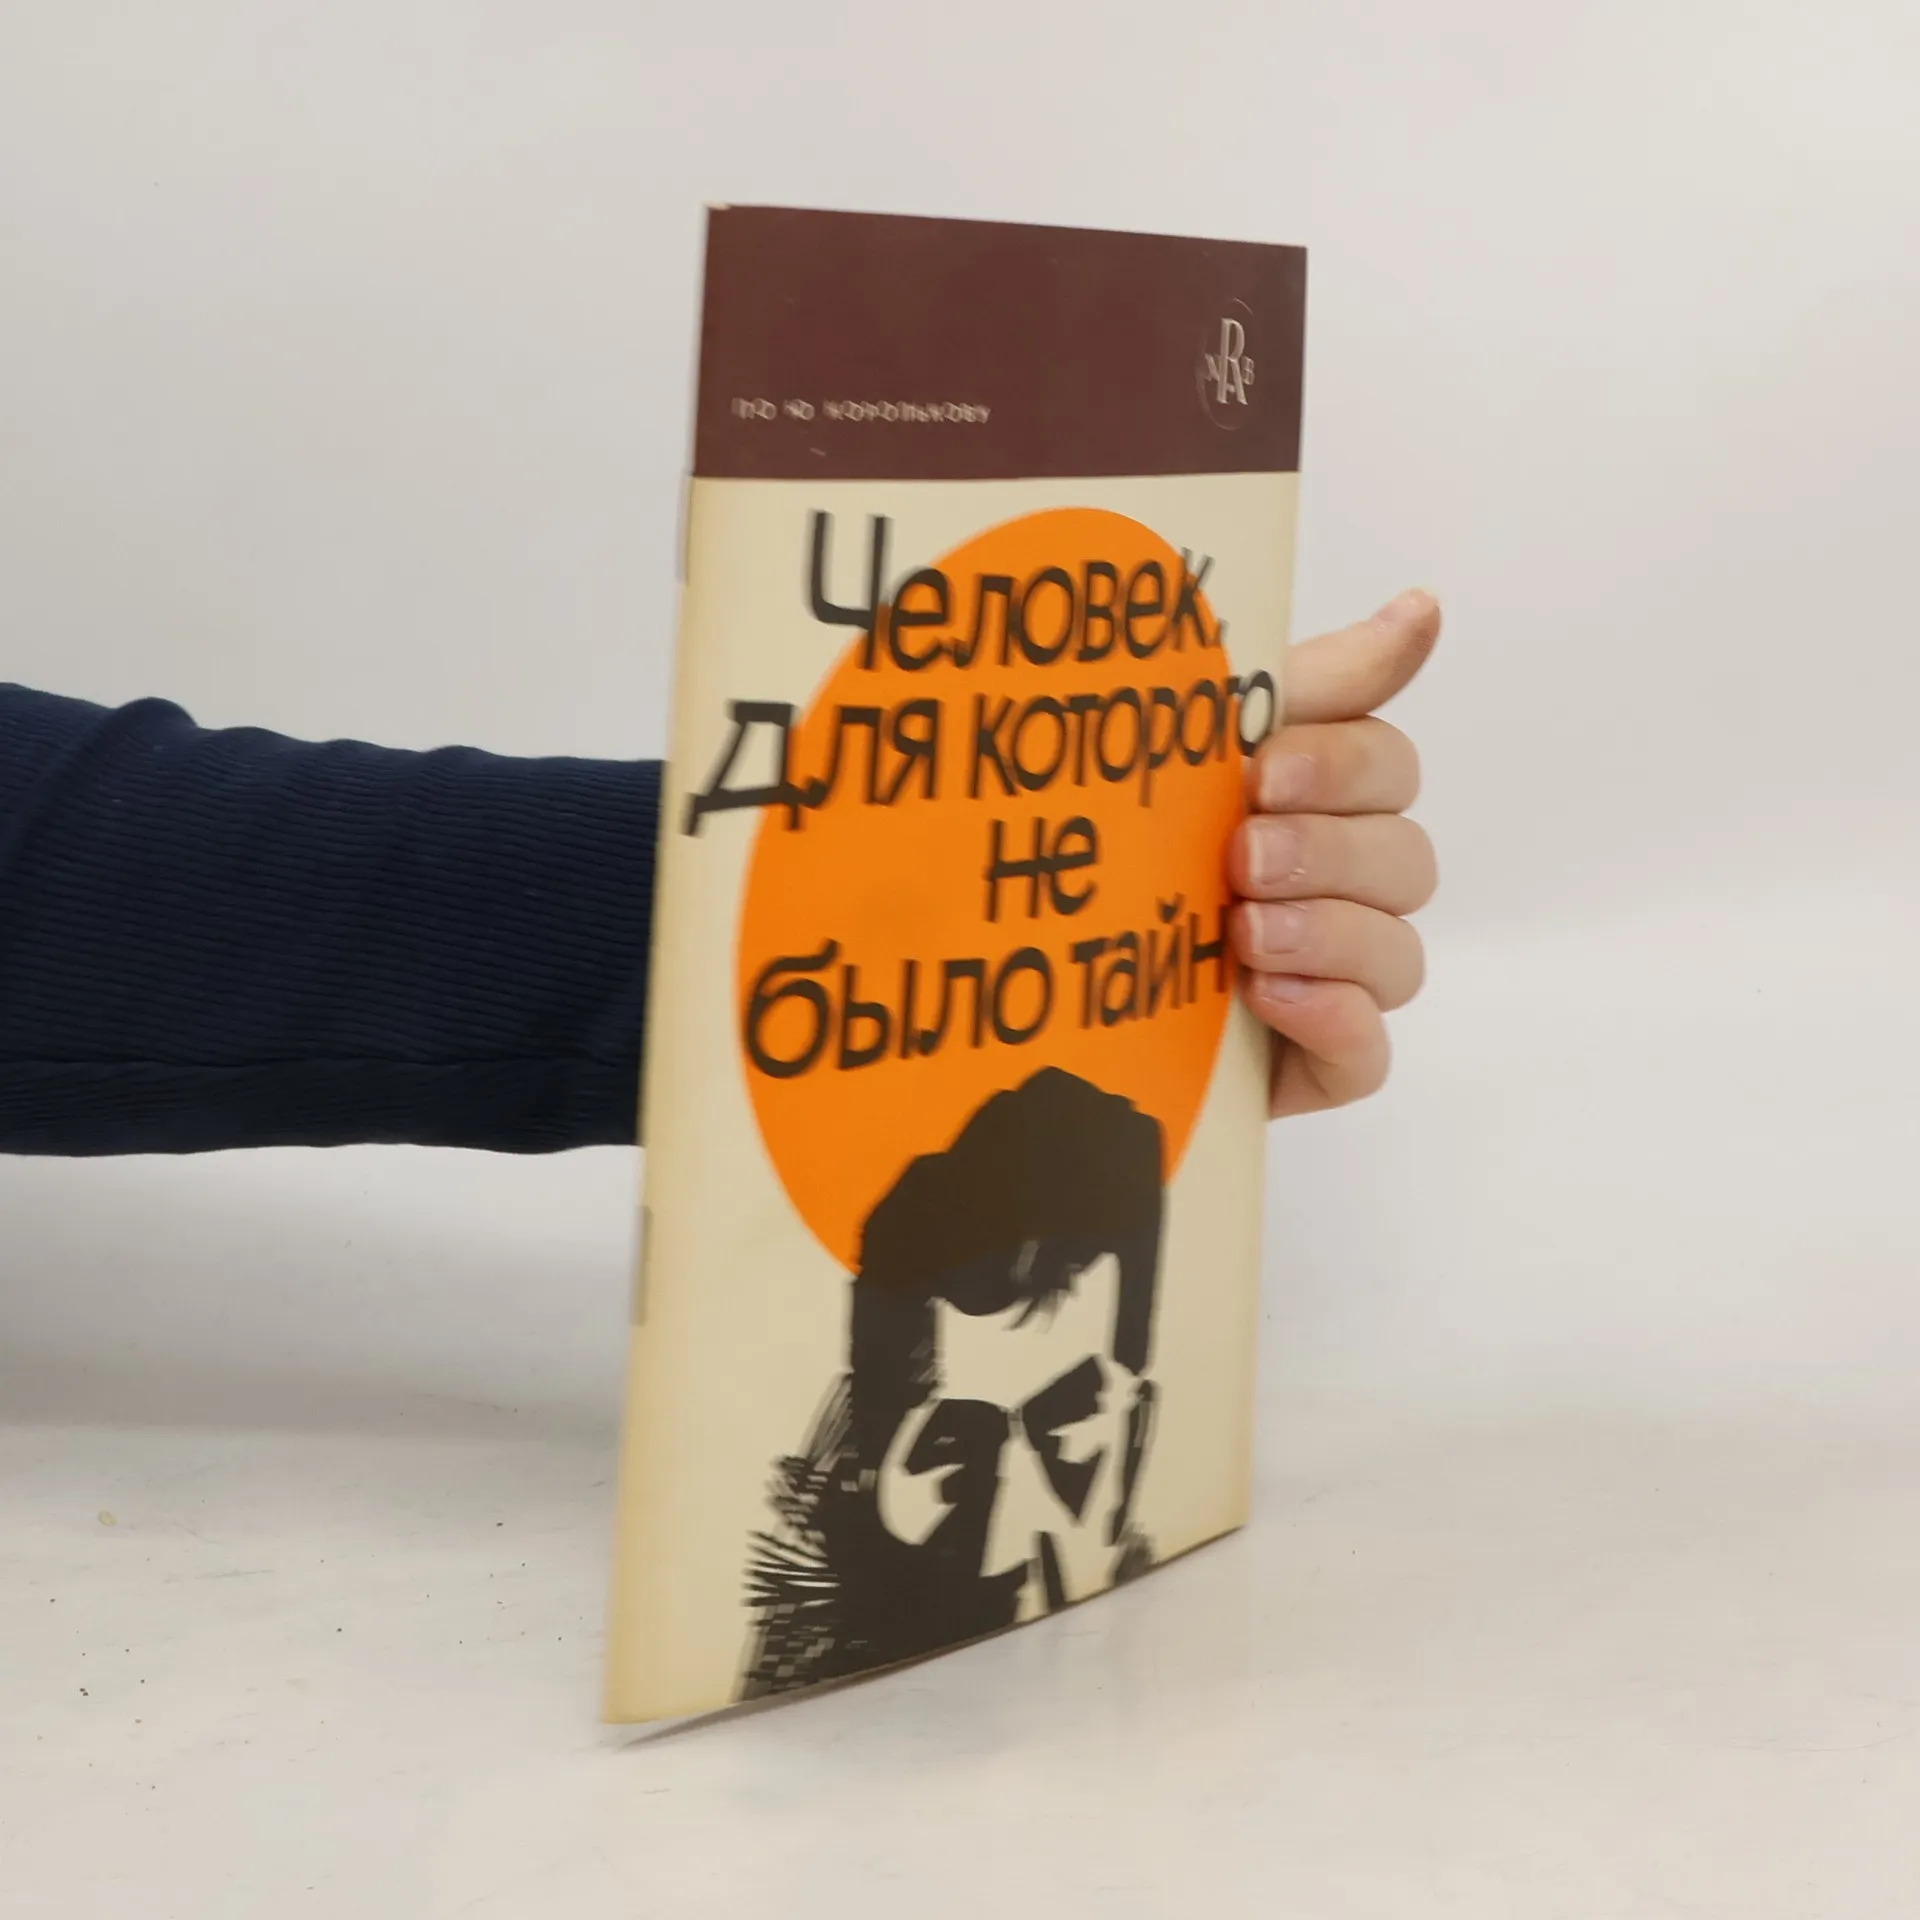 Человек,
для которого
не
было тайн